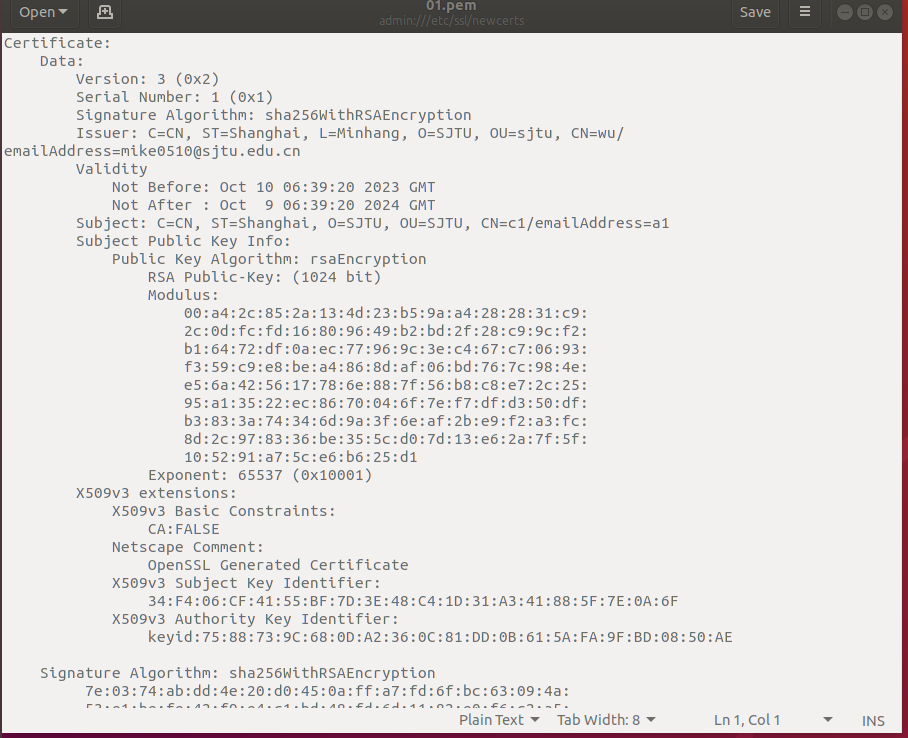 Open
01.pem
admin:///etc/ssl/newcerts
Save
Certificate:
    Data:
        Version: 3 (0x2)
        Serial Number: 1 (0x1)
        Signature Algorithm: sha256WithRSAEncryption
        Issuer: C=CN, ST=Shanghai, L=Minhang, O=SJTU, OU=sjtu, CN=wu/
emailAddress=mike0510@sjtu.edu.cn
        Validity
            Not Before: Oct 10 06:39:20 2023 GMT
            Not After : Oct  9 06:39:20 2024 GMT
        Subject: C=CN, ST=Shanghai, O=SJTU, OU=SJTU, CN=c1/emailAddress=a1
        Subject Public Key Info:
            Public Key Algorithm: rsaEncryption
                RSA Public-Key: (1024 bit)
                Modulus:
                    00:a4:2c:85:2a:13:4d:23:b5:9a:a4:28:28:31:c9:
                    2c:0d:fc:fd:16:80:96:49:b2:bd:2f:28:c9:9c:f2:
                    b1:64:72:df:0a:ec:77:96:9c:3e:c4:67:c7:06:93:
                    f3:59:c9:e8:be:a4:86:8d:af:06:bd:76:7c:98:4e:
                    e5:6a:42:56:17:78:6e:88:7f:56:b8:c8:e7:2c:25:
                    95:a1:35:22:ec:86:70:04:6f:7e:f7:df:d3:50:df:
                    b3:83:3a:74:34:6d:9a:3f:6e:af:2b:e9:f2:a3:fc:
                    8d:2c:97:83:36:be:35:5c:d0:7d:13:e6:2a:7f:5f:
                    10:52:91:a7:5c:e6:b6:25:d1
                Exponent: 65537 (0x10001)
        X509v3 extensions:
            X509v3 Basic Constraints:
                CA:FALSE
            Netscape Comment:
                OpenSSL Generated Certificate
            X509v3 Subject Key Identifier:
                34:F4:06:CF:41:55:BF:7D:3E:48:C4:1D:31:A3:41:88:5F:7E:0A:6F
            X509v3 Authority Key Identifier:
                keyid:75:88:73:9C:68:0D:A2:36:0C:81:DD:0B:61:5A:FA:9F:BD:08:50:AE
    Signature Algorithm: sha256WithRSAEncryption
         7e:03:74:ab:dd:4e:20:d0:45:0a:ff:a7:fd:6f:bc:63:09:4a:
Plain Text
Tab Width: 8
Ln 1, Col 1
INS